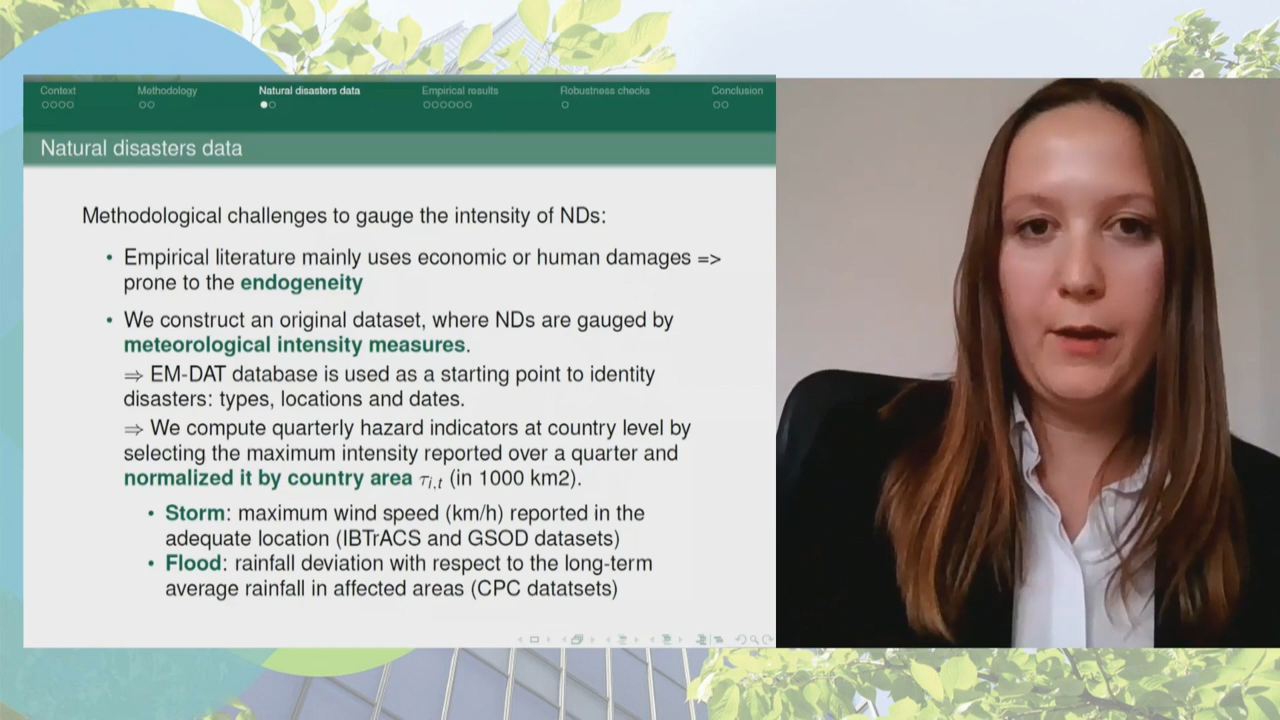 Context
Methodology
Natural disasters data
Empirical results
Robustness checks
Conclusion
Natural disasters data
Methodological challenges to gauge the intensity of NDs:
• Empirical literature mainly uses economic or human damages =>
prone to the endogeneity
• We construct an original dataset, where NDs are gauged by
meteorological intensity measures.
⇒ EM-DAT database is used as a starting point to identity
disasters: types, locations and dates.
⇒ We compute quarterly hazard indicators at country level by
selecting the maximum intensity reported over a quarter and
normalized it by country area τi,t (in 1000 km2).
• Storm: maximum wind speed (km/h) reported in the
adequate location (IBTrACS and GSOD datasets)
• Flood: rainfall deviation with respect to the long-term
average rainfall in affected areas (CPC datatsets)